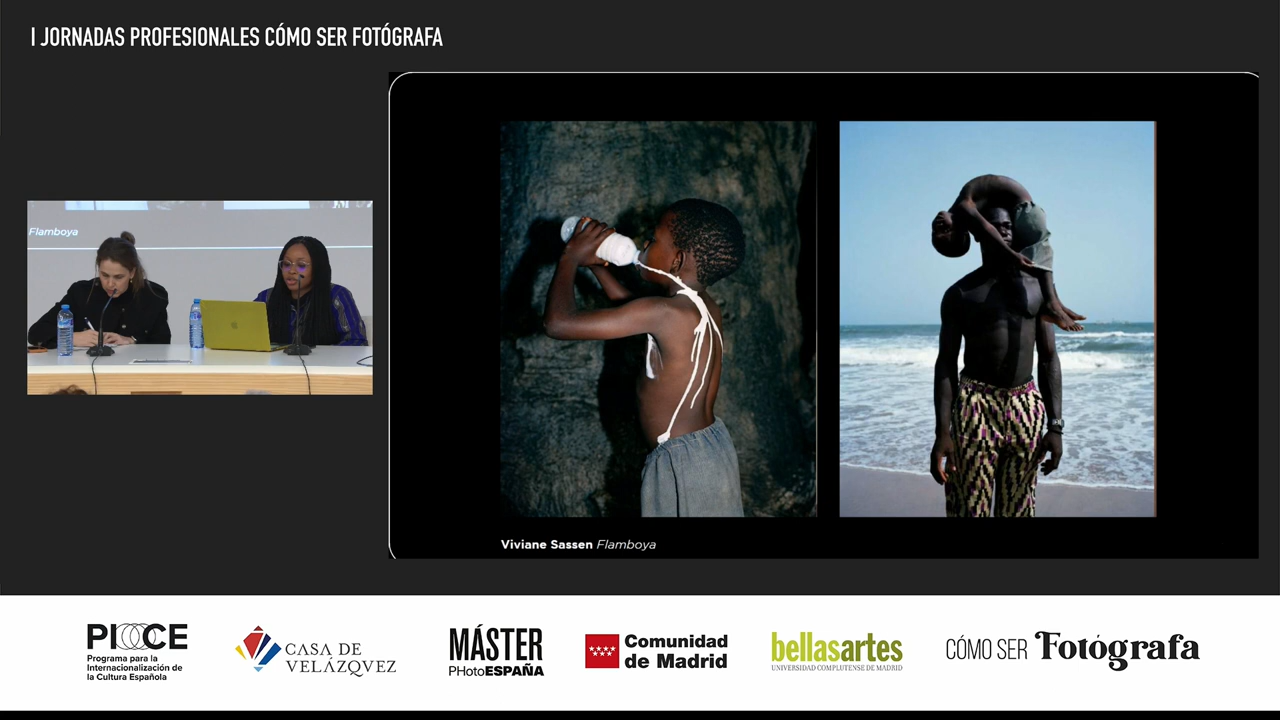 I JORNADAS PROFESIONALES CÓMO SER FOTÓGRAFA
Flamboya
Viviane Sassen Flamboya
PICE
Programa para la
Internacionalización de
la Cultura Española
CASA DE
VELÁZQVEZ
MÁSTER
PHotoESPAÑA
Comunidad
de Madrid
bellasartes
UNIVERSIDAD COMPLUTENSE DE MADRID
CÓMO SER Fotógrafa